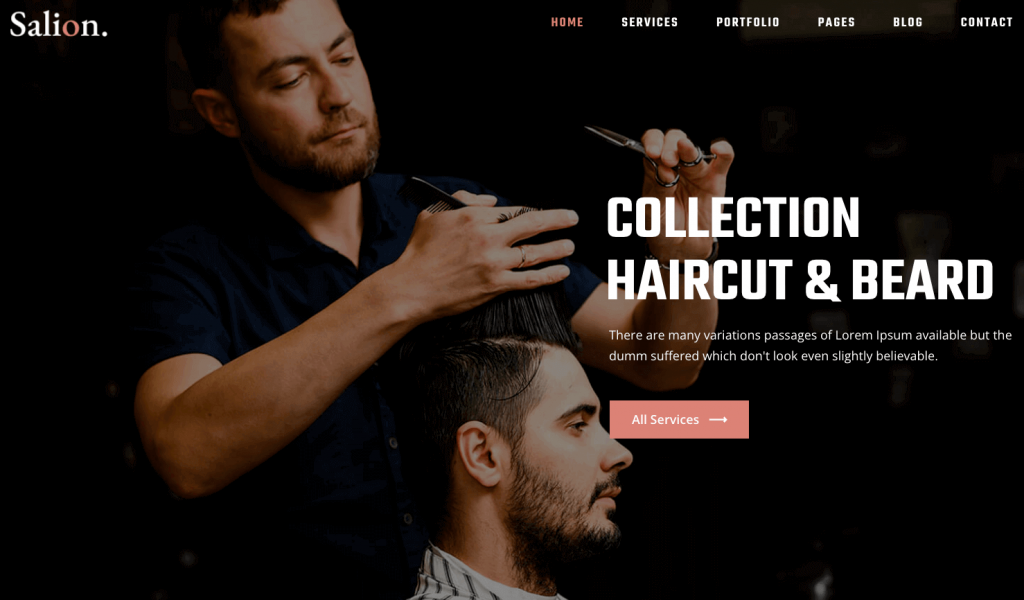 Salion.
HOME SERVICES PORTFOLIO PAGES BLOG CONTACT
COLLECTION
HAIRCUT & BEARD
There are many variations passages of Lorem Ipsum available but the
dumm suffered which don't look even slightly believable.
All Services